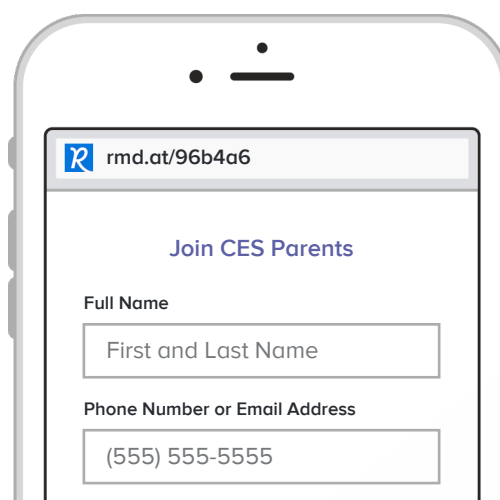 R rmd.at/96b4a6
Join CES Parents
Full Name
First and Last Name
Phone Number or Email Address
(555) 555-5555